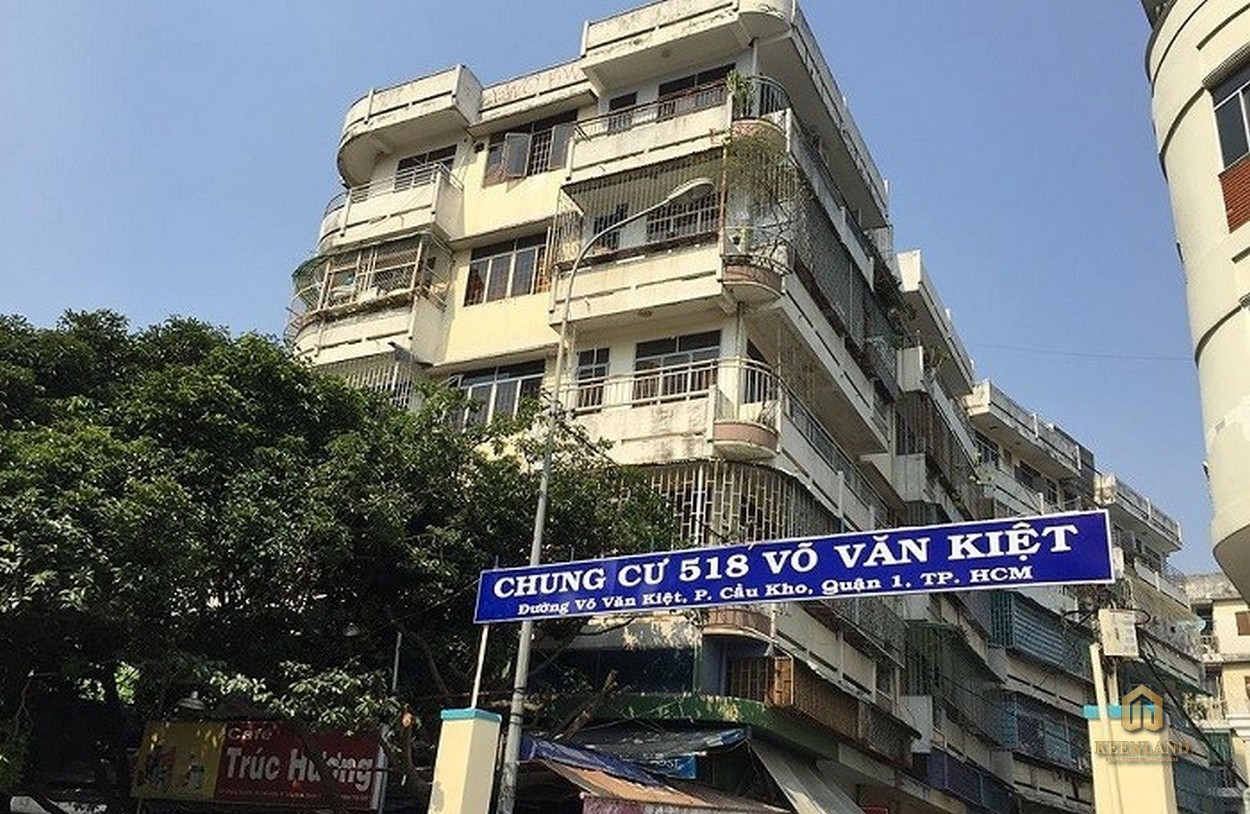 CHUNG CƯ 518 VÕ VĂN KIỆT
Đường Võ Văn Kiệt, P. Cầu Kho, Quận 1, TP. HCM
Café
Trúc Hương
KEENLAND